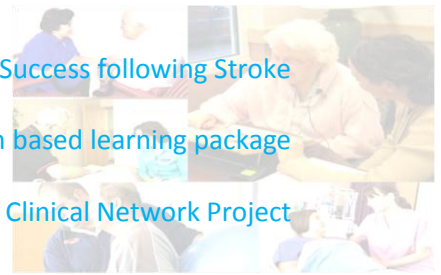 Success following Stroke
based learning package
Clinical Network Project